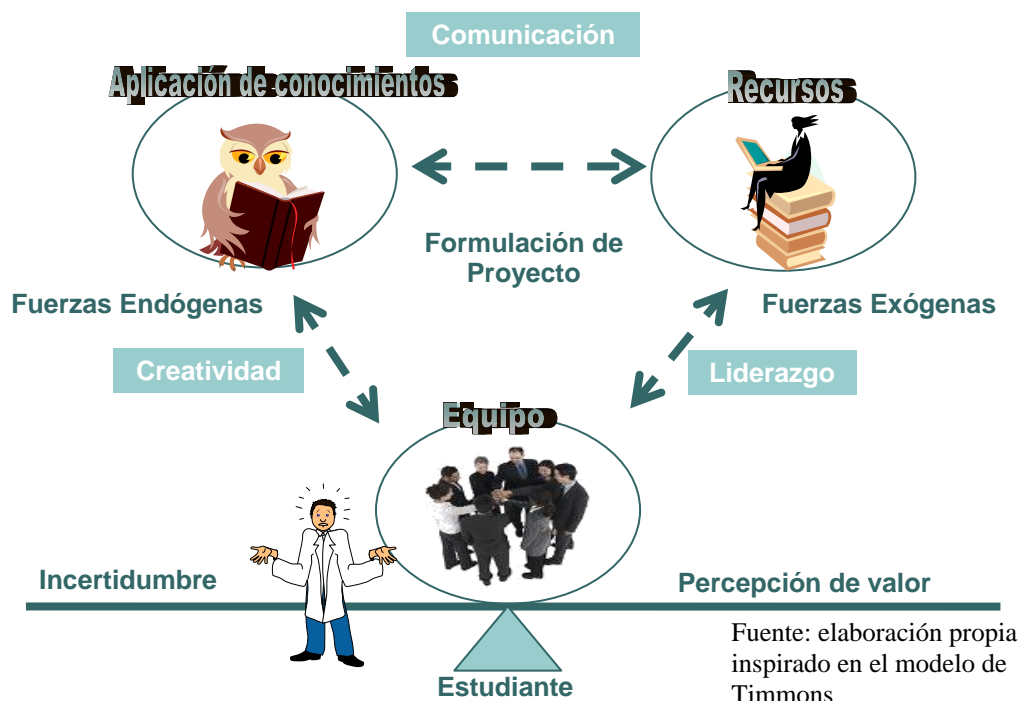 Comunicación
Aplicación de conocimientos
Recursos
Formulación de
Proyecto
Fuerzas Endógenas
Fuerzas Exógenas
Creatividad
Liderazgo
Equipo
Incertidumbre
Percepción de valor
Fuente: elaboración propia
inspirado en el modelo de
Timmons
Estudiante